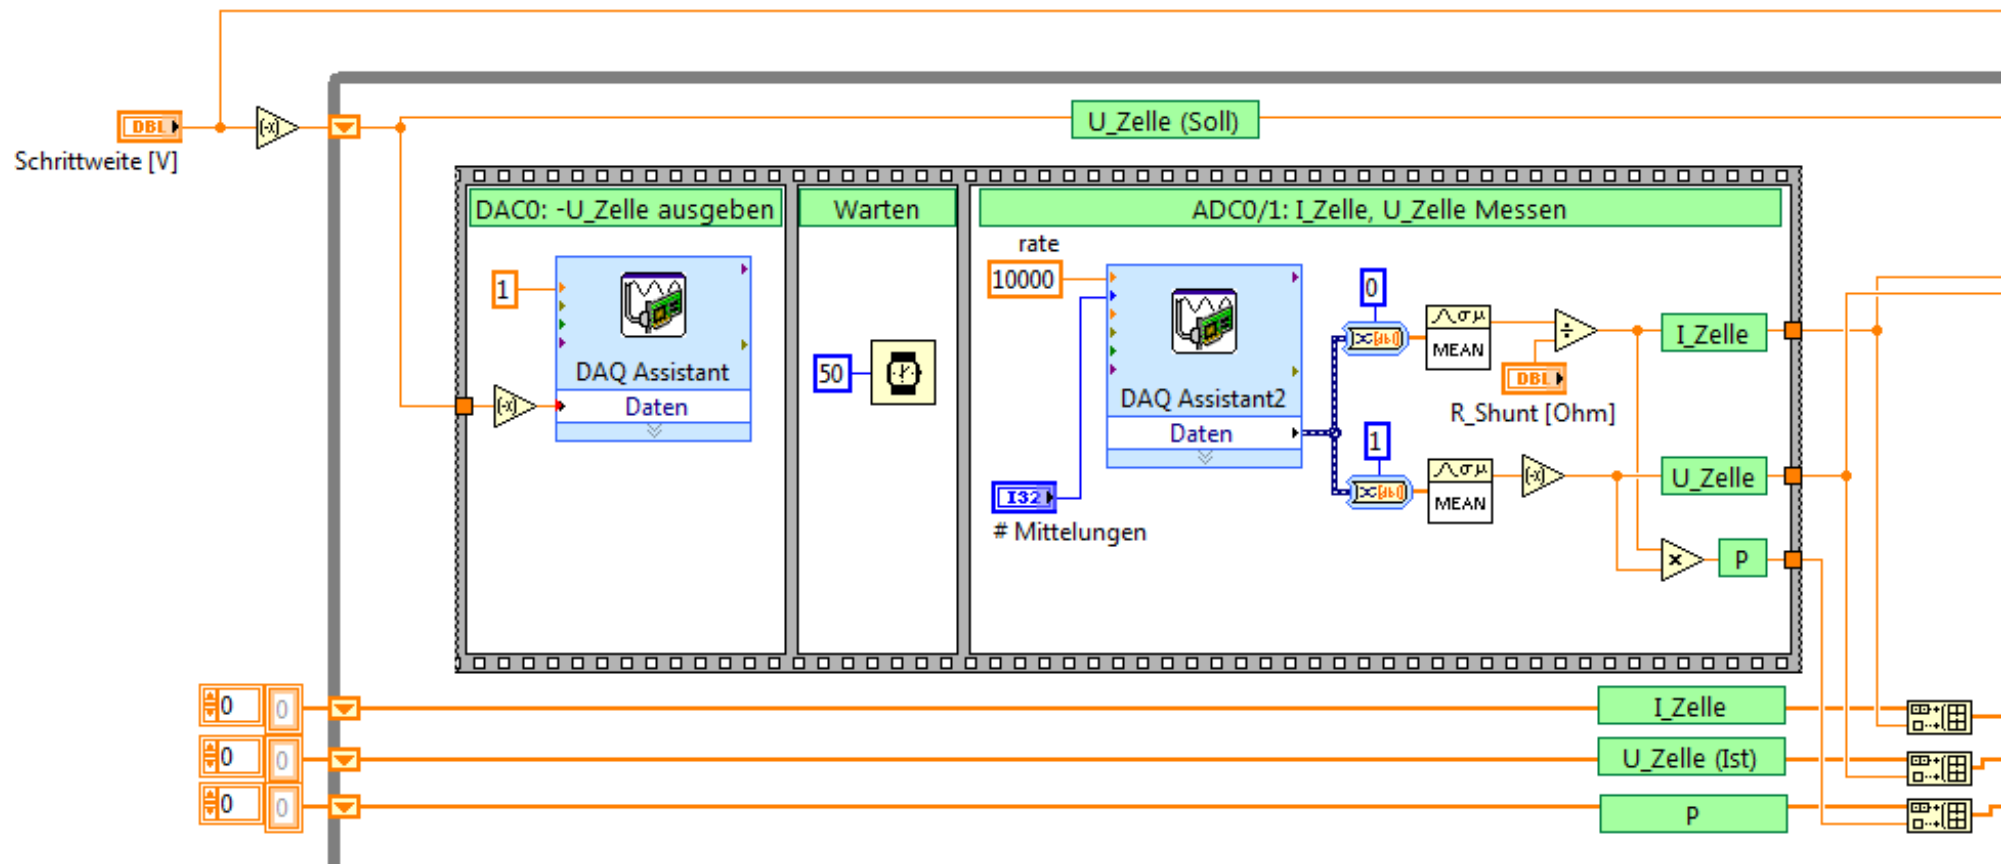 DBL
Schrittweite [V]
U_Zelle (Soll)
DAC0: -U_Zelle ausgeben
Warten
ADC0/1: I_Zelle, U_Zelle Messen
1
DAQ Assistant
Daten
50
rate
10000
DAQ Assistant2
Daten
I32
# Mittelungen
0
σμ
MEAN
÷
DBL
R_Shunt [Ohm]
I_Zelle
1
σμ
MEAN
U_Zelle
x
P
0
0
I_Zelle
0
0
U_Zelle (Ist)
0
0
P